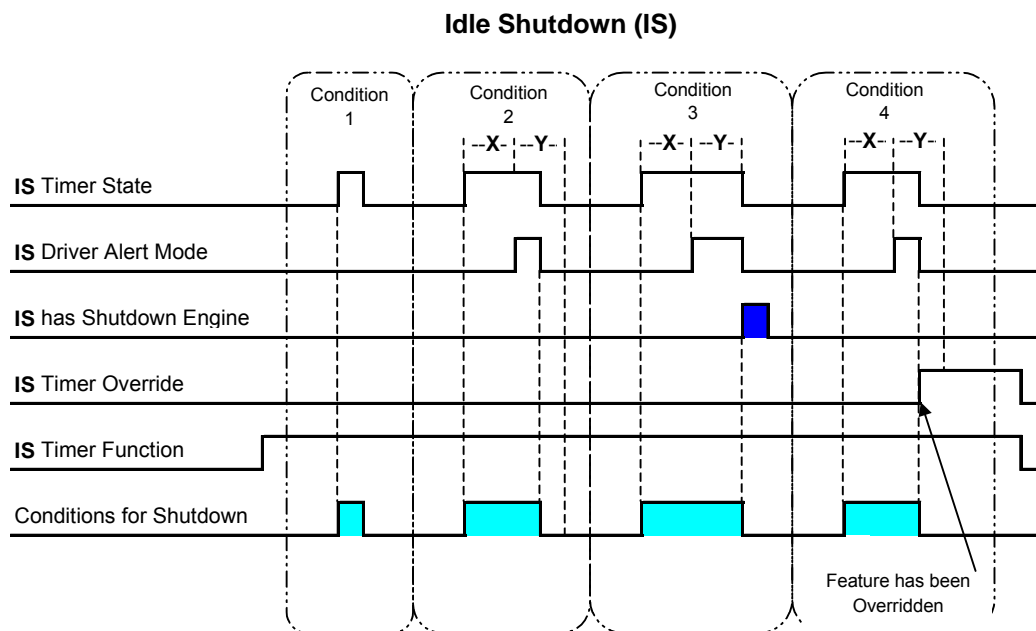 Idle Shutdown (IS)
Condition
1
Condition
2
Condition
3
Condition
4
--X- --Y-
--X- --Y-
--X- --Y-
IS Timer State
IS Driver Alert Mode
IS has Shutdown Engine
IS Timer Override
IS Timer Function
Conditions for Shutdown
Feature has been
Overridden